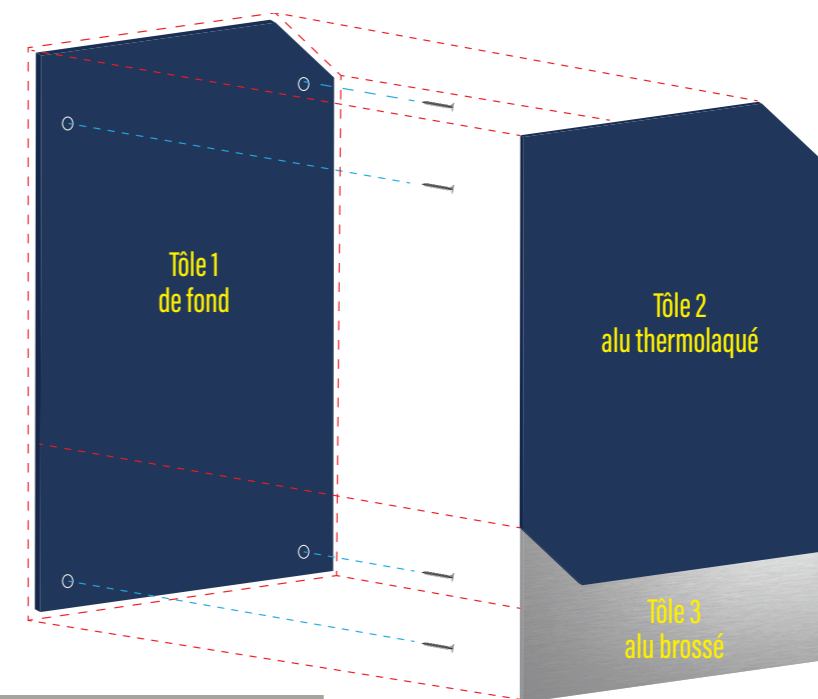 Tôle 1
de fond
Tôle 2
alu thermolaqué
Tôle 3
alu brossé